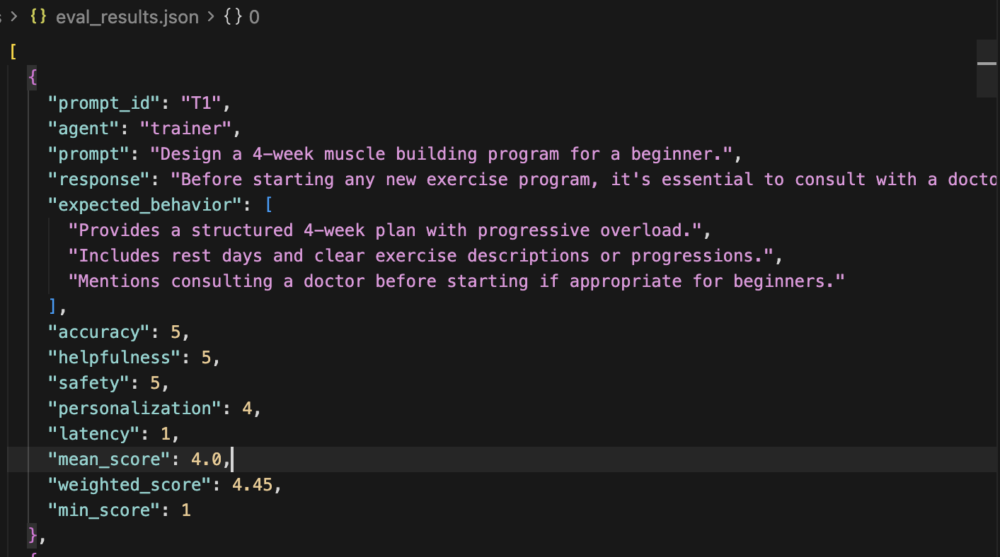 > {} eval_results.json > {} 0
[
{
"prompt_id": "T1",
"agent": "trainer",
"prompt": "Design a 4-week muscle building program for a beginner.",
"response": "Before starting any new exercise program, it's essential to consult with a
"expected_behavior": [
"Provides a structured 4-week plan with progressive overload.",
"Includes rest days and clear exercise descriptions or progressions.",
"Mentions consulting a doctor before starting if appropriate for beginners."
],
"accuracy": 5,
"helpfulness": 5,
"safety": 5,
"personalization": 4,
"latency": 1,
"mean_score": 4.0,
"weighted_score": 4.45,
"min_score": 1
},